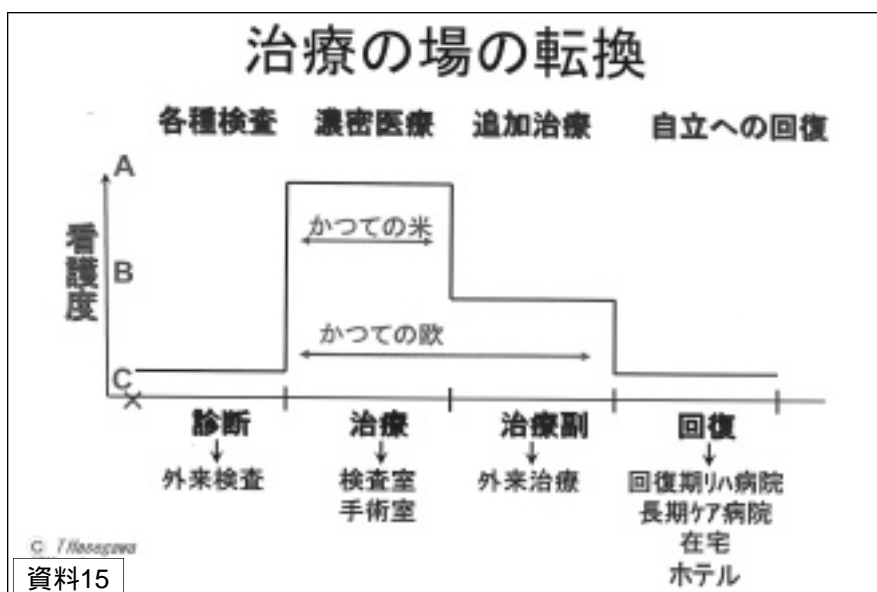 治療の場の転換
各種検査 濃密医療 追加治療 自立への回復
A
かつての米
看護度
B
かつての欧
C
診断 治療 治療副 回復
外来検査 検査室 外来治療 回復期リハ病院
手術室 長期ケア病院
在宅
ホテル
© T Hasegawa
資料15